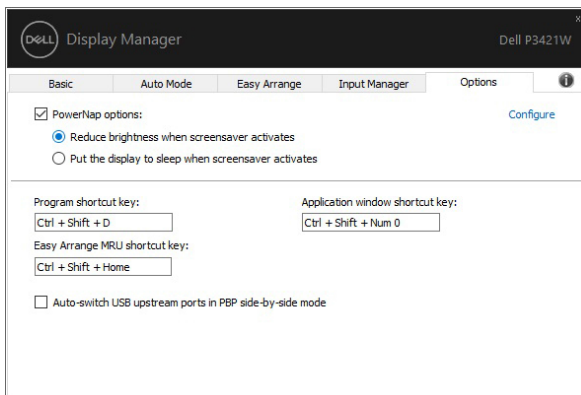 DELL Display Manager
Dell P3421W
x
Basic
Auto Mode
Easy Arrange
Input Manager
Options
i
PowerNap options:
Configure
Reduce brightness when screensaver activates
Put the display to sleep when screensaver activates
Program shortcut key:
Application window shortcut key:
Ctrl + Shift + D
Ctrl + Shift + Num 0
Easy Arrange MRU shortcut key:
Ctrl + Shift + Home
Auto-switch USB upstream ports in PBP side-by-side mode